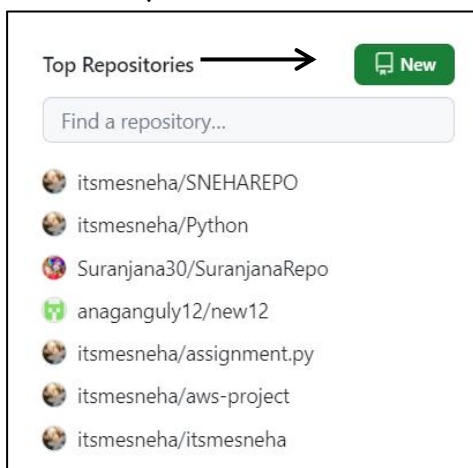 Top Repositories New
Find a repository...
itsmesneha/SNEHAREPO
itsmesneha/Python
Suranjana30/SuranjanaRepo
anaganguly12/new12
itsmesneha/assignment.py
itsmesneha/aws-project
itsmesneha/itsmesneha